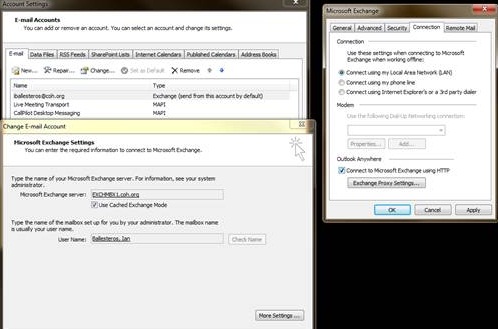 Account Settings
E-mail Accounts
You can add or remove an account. You can select an account and change its settings.
E-mail Data Files RSS Feeds SharePoint Lists Internet Calendars Published Calendars Address Books
New... Repair... Change... Set as Default Remove
Name Type
iballesteros@coh.org Exchange (send from this account by default)
Live Meeting Transport MAPI
CallPilot Desktop Messaging MAPI
Change E-mail Account
Microsoft Exchange Settings
You can enter the required information to connect to Microsoft Exchange.
Type the name of your Microsoft Exchange server. For information, see your system
administrator.
Microsoft Exchange server: EXCHMBX1.coh.org
Use Cached Exchange Mode
Type the name of the mailbox set up for you by your administrator. The mailbox name
is usually your user name.
User Name: Ballesteros, Ian Check Name
More Settings ...
Microsoft Exchange
General Advanced Security Connection Remote Mail
Connection
Use these settings when connecting to Microsoft
Exchange when working offline:
Connect using my Local Area Network (LAN)
Connect using my phone line
Connect using Internet Explorer's or a 3rd party dialer
Modem
Use the following Dial-Up Networking connection:
Properties... Add...
Outlook Anywhere
Connect to Microsoft Exchange using HTTP
Exchange Proxy Settings...
OK Cancel Apply